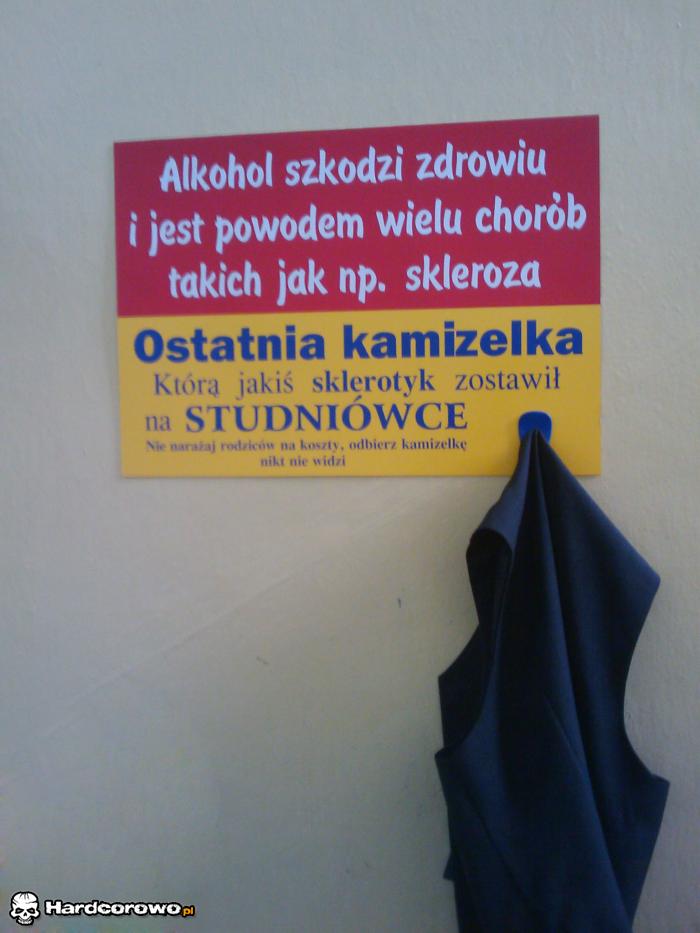 Alkohol szkodzi zdrowiu
i jest powodem wielu chorób
takich jak np. skleroza
Ostatnia kamizelka
Którą jakiś sklerotyk zostawił
na STUDNIÓWCE
Nie narażaj rodziców na koszty, odbierz kamizelkę
nikt nie widzi
Hardcorowo.pl